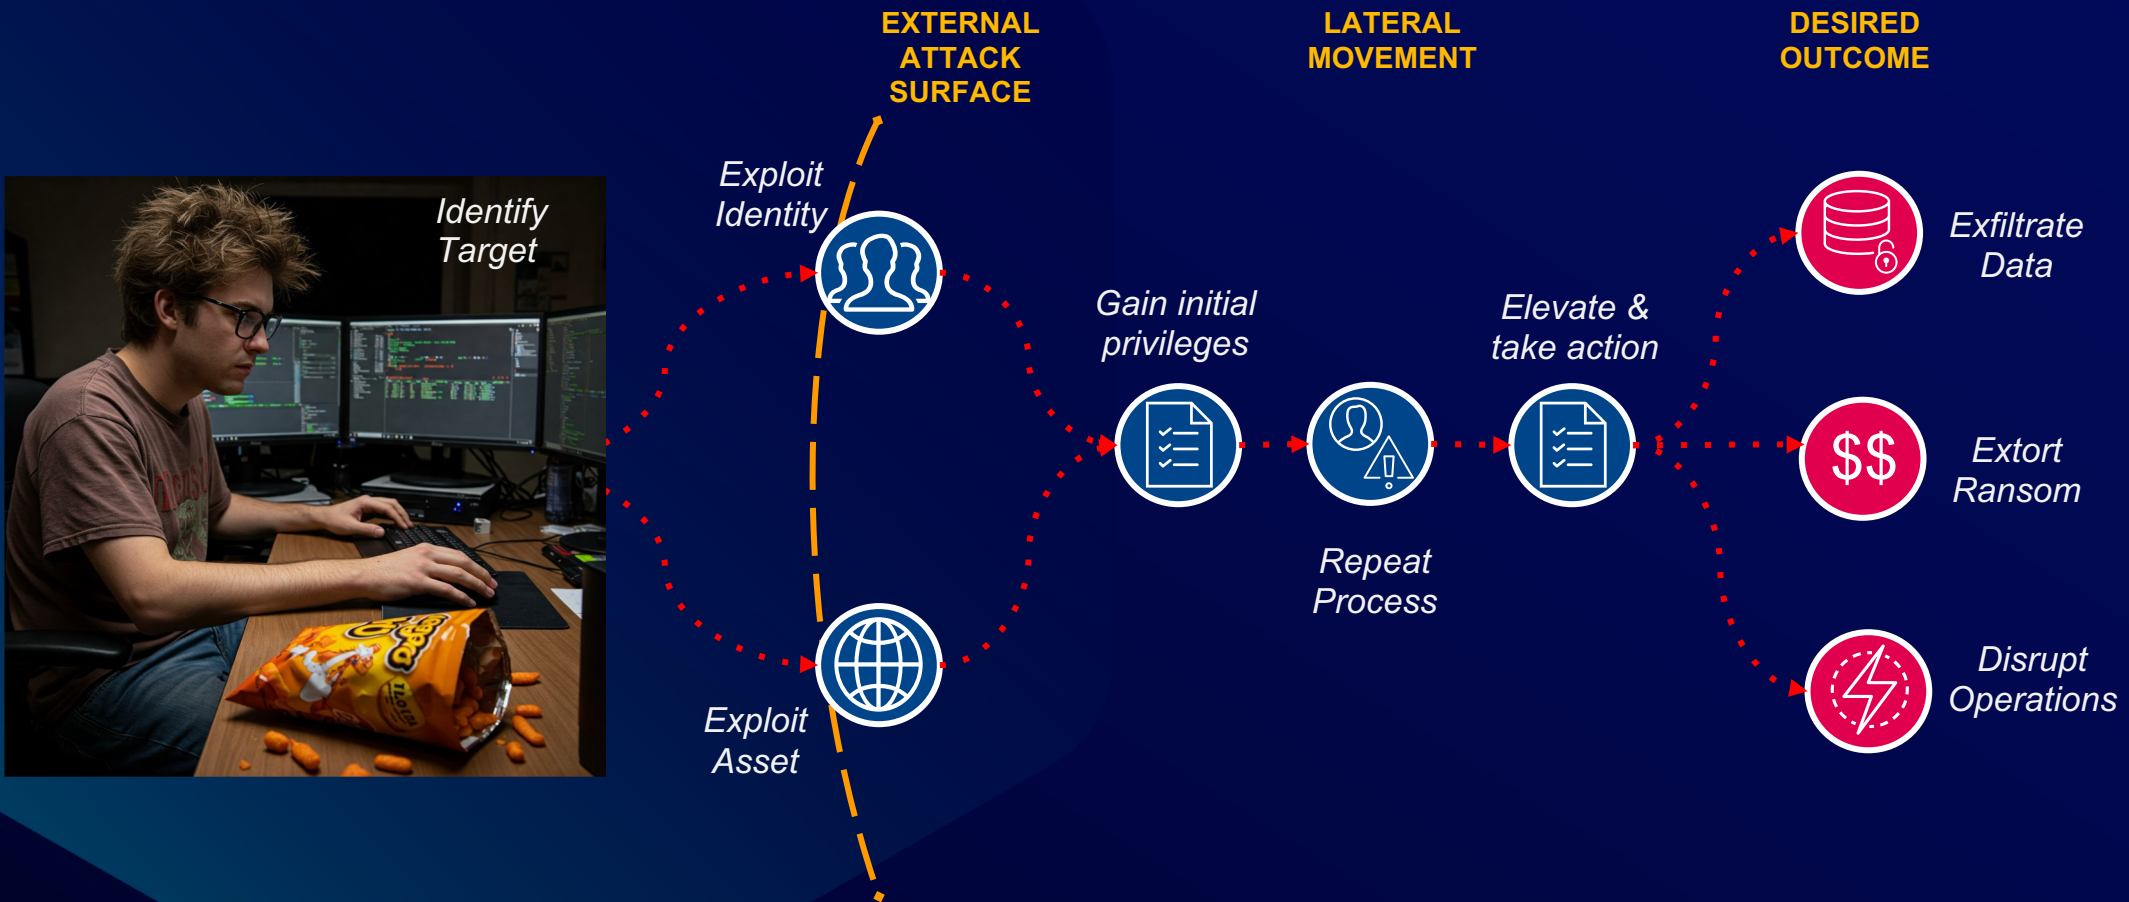 EXTERNAL
ATTACK
SURFACE
LATERAL
MOVEMENT
DESIRED
OUTCOME
Identify
Target
Exploit
Identity
Exploit
Asset
Gain initial
privileges
Repeat
Process
Elevate &
take action
Exfiltrate
Data
$$
Extort
Ransom
Disrupt
Operations